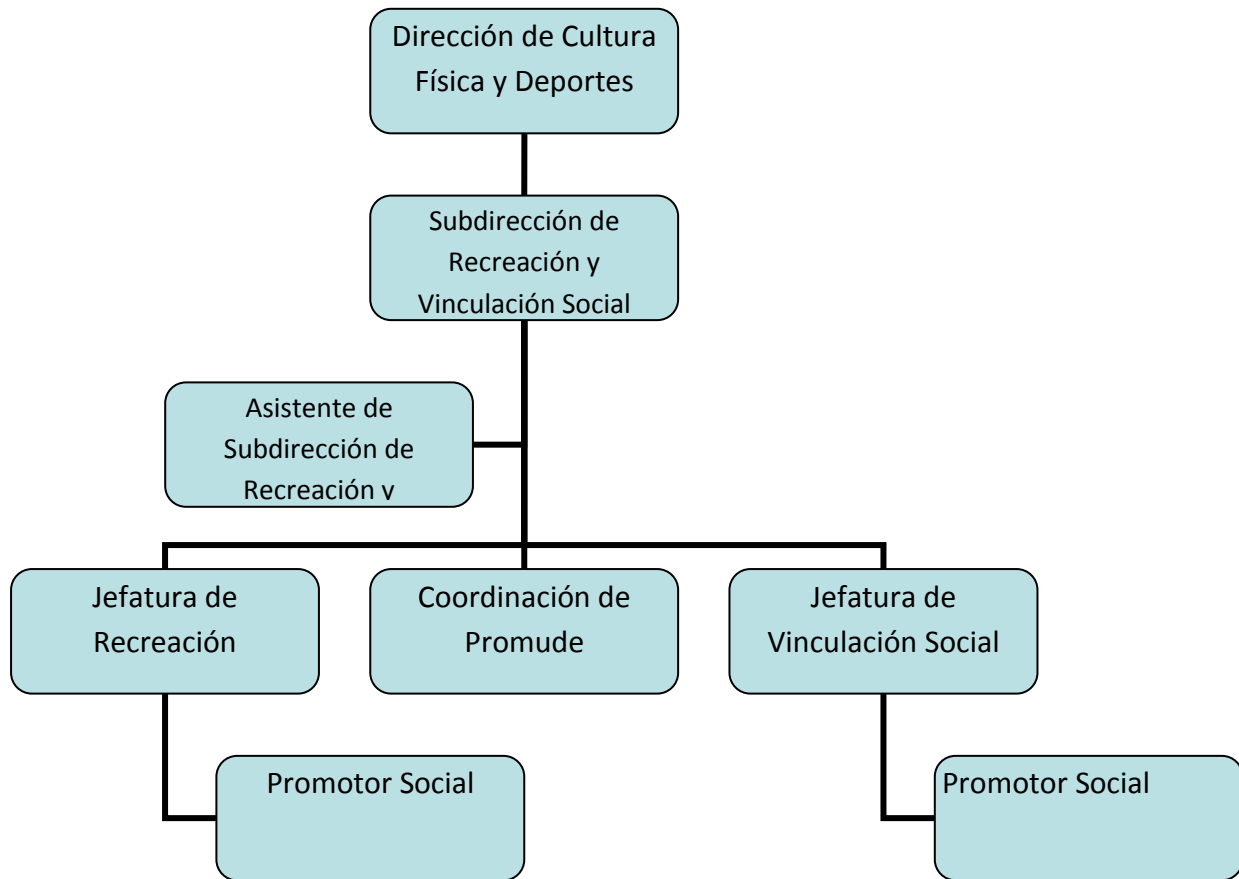 Dirección de Cultura
Física y Deportes
Subdirección de
Recreación y
Vinculación Social
Asistente de
Subdirección de
Recreación y
Jefatura de
Recreación
Coordinación de
Promude
Jefatura de
Vinculación Social
Promotor Social
Promotor Social